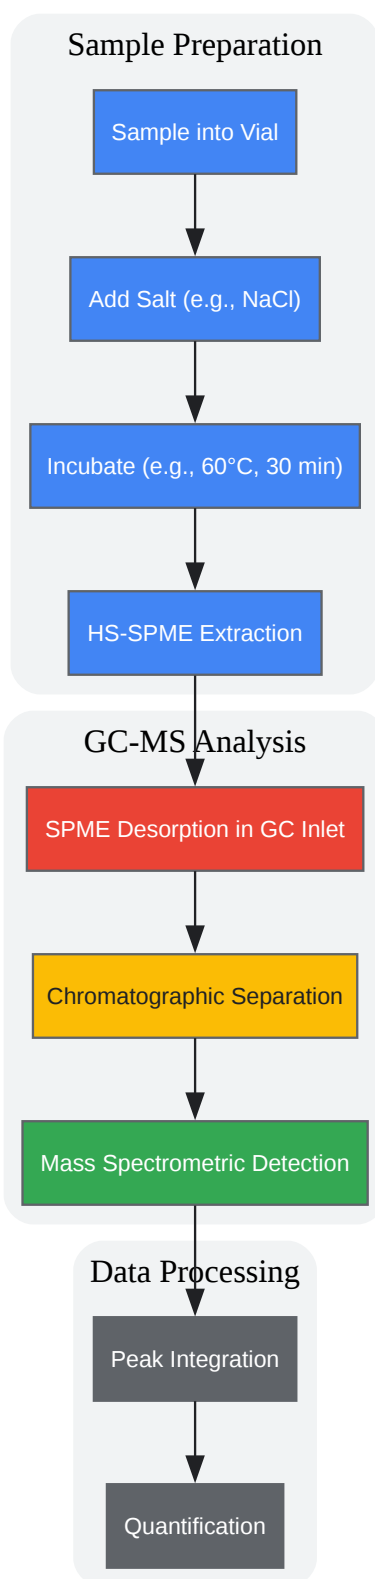 Sample Preparation
Sample into Vial
Add Salt (e.g., NaCl)
Incubate (e.g., 60°C, 30 min)
HS-SPME Extraction
GC-MS Analysis
SPME Desorption in GC Inlet
Chromatographic Separation
Mass Spectrometric Detection
Data Processing
Peak Integration
Quantification